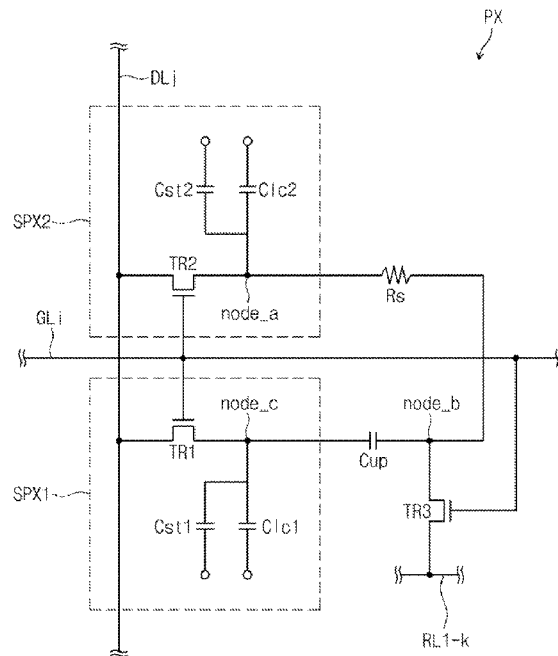 PX
DLj
Cst2
Clc2
SPX2
TR2
node_a
Rs
GLi
node_c
node_b
TR1
Cup
SPX1
TR3
Cst1
Clc1
RL1-k